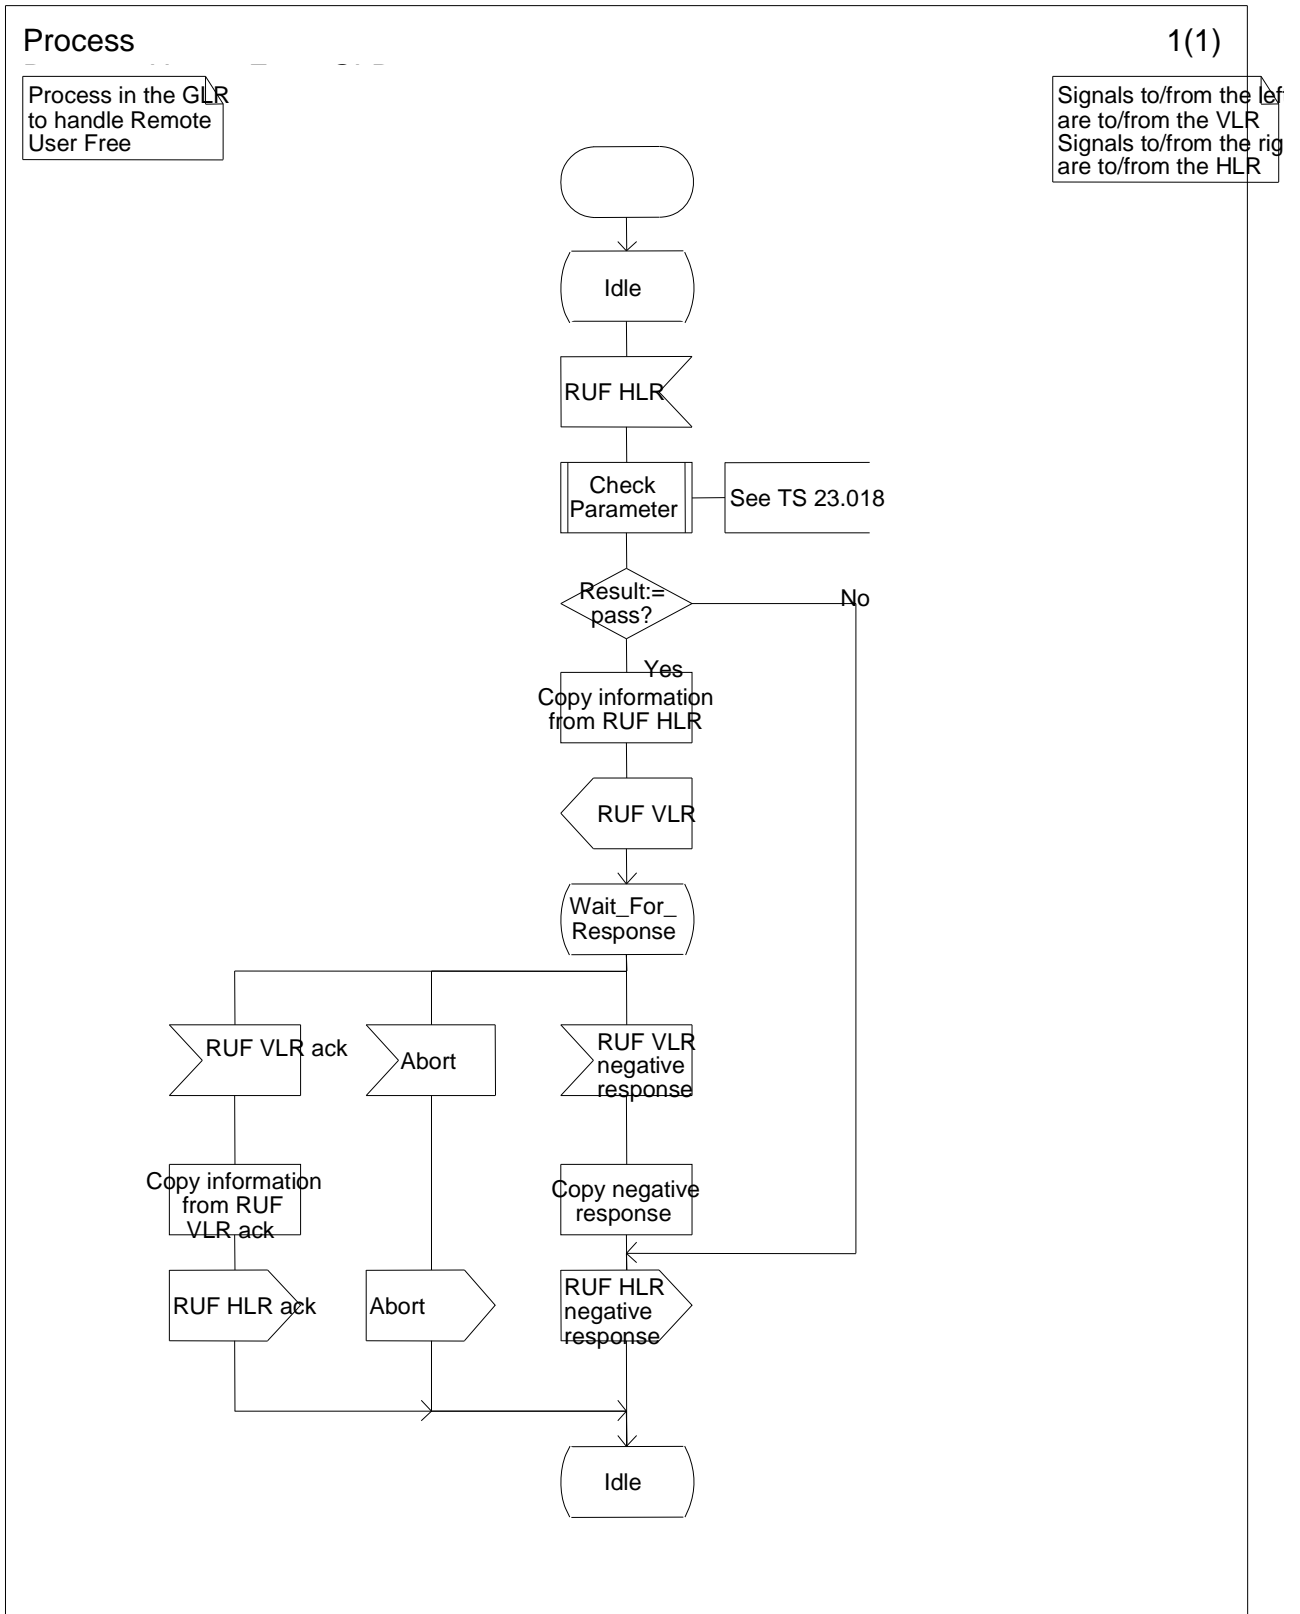 Process
1(1)
Process in the GLR
to handle Remote
User Free
Signals to/from the lef
are to/from the VLR
Signals to/from the rig
are to/from the HLR
Idle
RUF HLR
Check
Parameter
See TS 23.018
Result:=
pass?
No
Yes
Copy information
from RUF HLR
RUF VLR
Wait_For_
Response
RUF VLR ack
Abort
RUF VLR
negative
response
Copy information
from RUF
VLR ack
Copy negative
response
RUF HLR ack
Abort
RUF HLR
negative
response
Idle